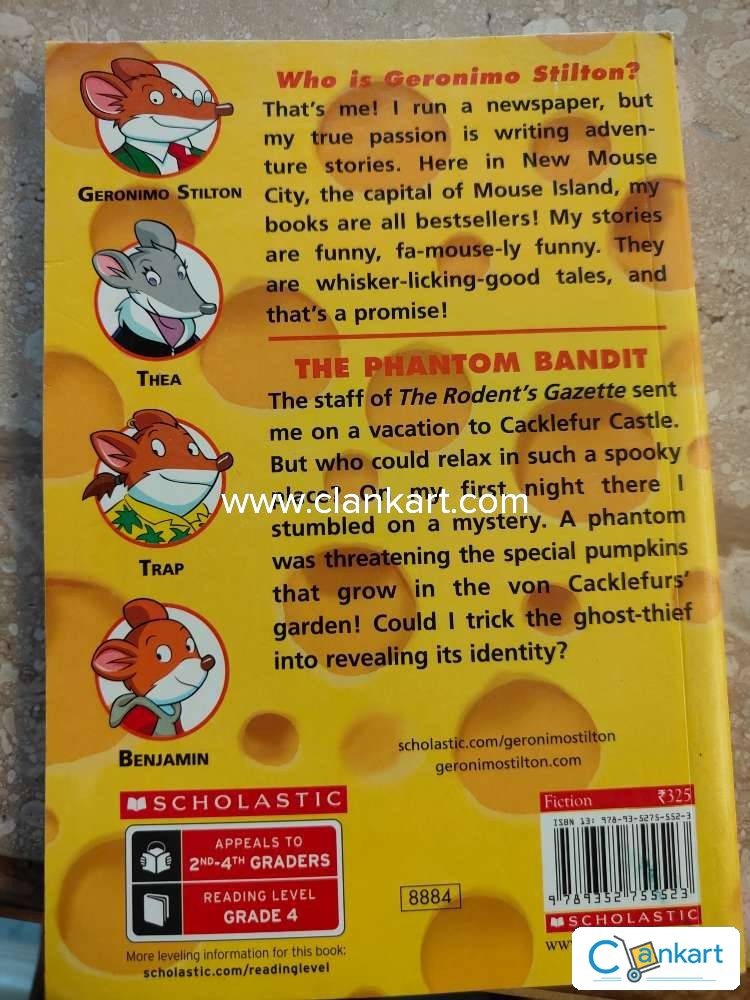 Who is Geronimo Stilton?
That's me! I run a newspaper, but
my true passion is writing adven-
ture stories. Here in New Mouse
City, the capital of Mouse Island, my
books are all bestsellers! My stories
are funny, fa-mouse-ly funny. They
are whisker-licking-good tales, and
that's a promise!
GERONIMO STILTON
THEA
TRAP
BENJAMIN
THE PHANTOM BANDIT
The staff of The Rodent's Gazette sent
me on a vacation to Cacklefur Castle.
But who could relax in such a spooky
place? On my first night there I
www.clankart.com
stumbled on a mystery. A phantom
was threatening the special pumpkins
that grow in the von Cacklefurs'
garden! Could I trick the ghost-thief
into revealing its identity?
scholastic.com/geronimostilton
geronimostilton.com
SCHOLASTIC
APPEALS TO
2ND-4TH GRADERS
READING LEVEL
GRADE 4
More leveling information for this book:
scholastic.com/readinglevel
8884
Fiction ₹325
ISBN 13: 978-93-5275-552-3
9 789352 755523
SCHOLASTIC
www.
Clankart